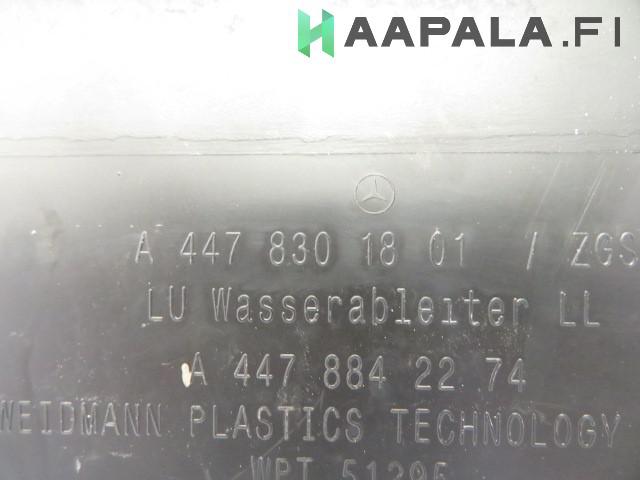 HAAPALA.FI
A 447 830 18 01 / ZGS
LU Wasserableiter LL
A 447 884 22 74
WEIDMANN PLASTICS TECHNOLOGY
WPT 51295